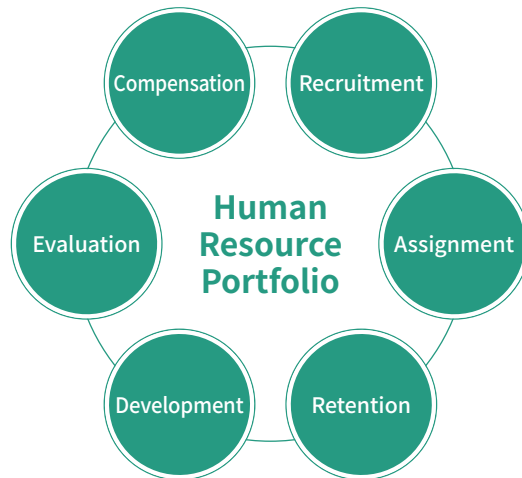 Compensation
Recruitment
Human
Resource
Portfolio
Evaluation
Assignment
Development
Retention